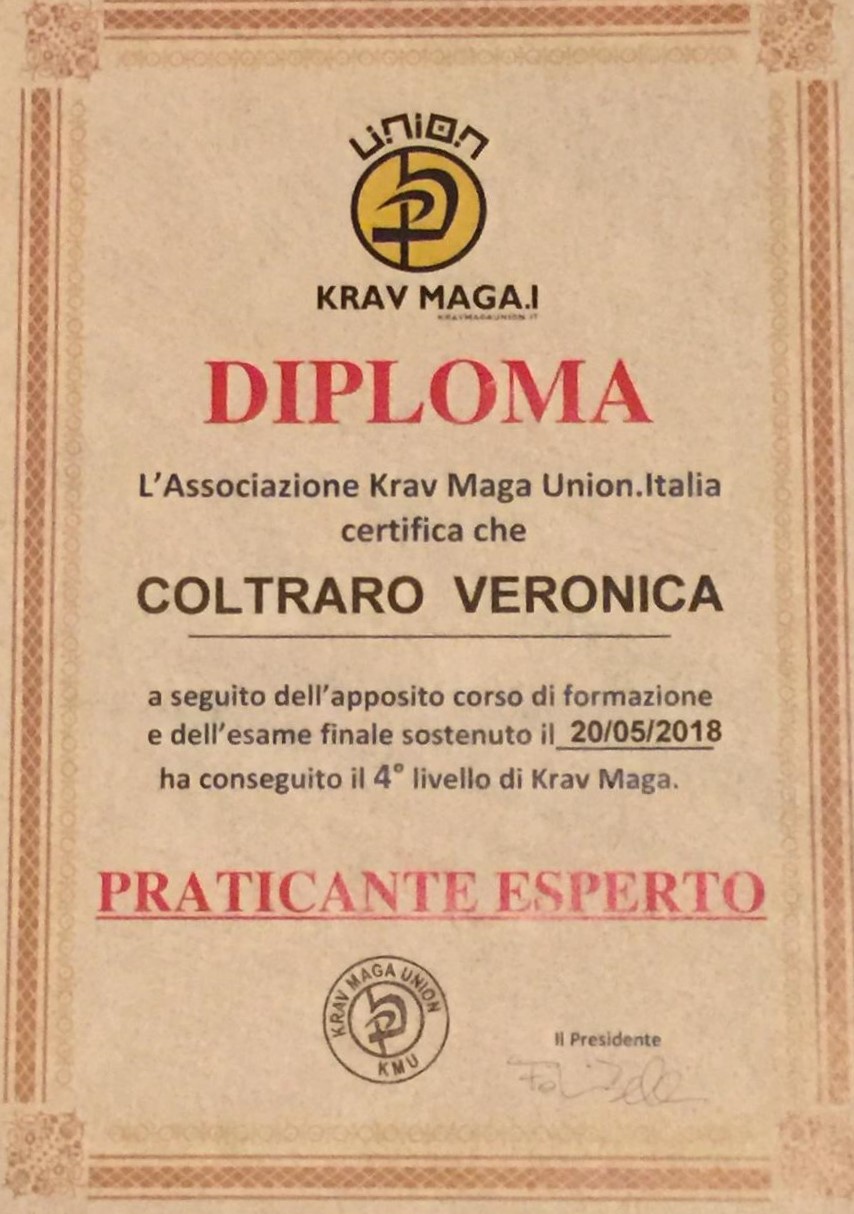 UNION
KRAV MAGA.I
KRAVMAGAUNION.IT
DIPLOMA
L'Associazione Krav Maga Union.Italia
certifica che
COLTRARO VERONICA
a seguito dell'apposito corso di formazione
e dell'esame finale sostenuto il 20/05/2018
ha conseguito il 4° livello di Krav Maga.
PRATICANTE ESPERTO
KRAV MAGA UNION
KMU
Il Presidente